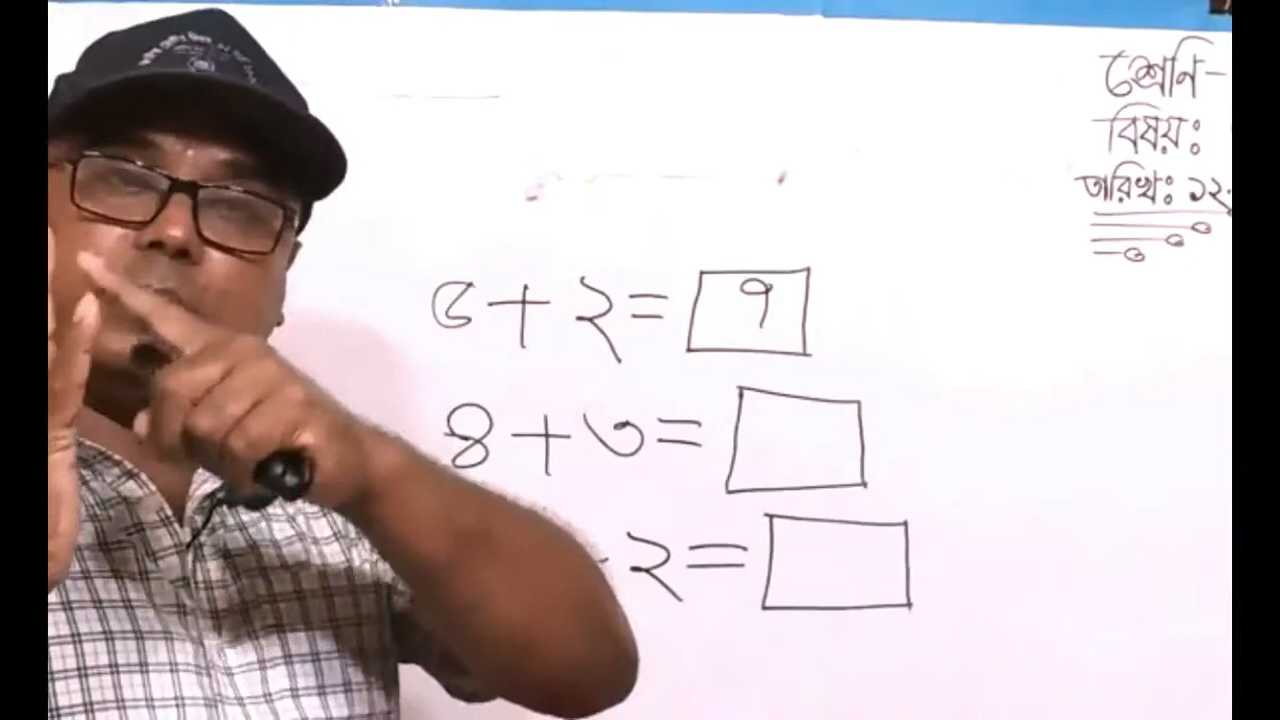 শ্রেণি-
বিষয়ঃ
তারিখঃ ১২
৫ + ২ = ৭
৪ + ৩ =
২ =